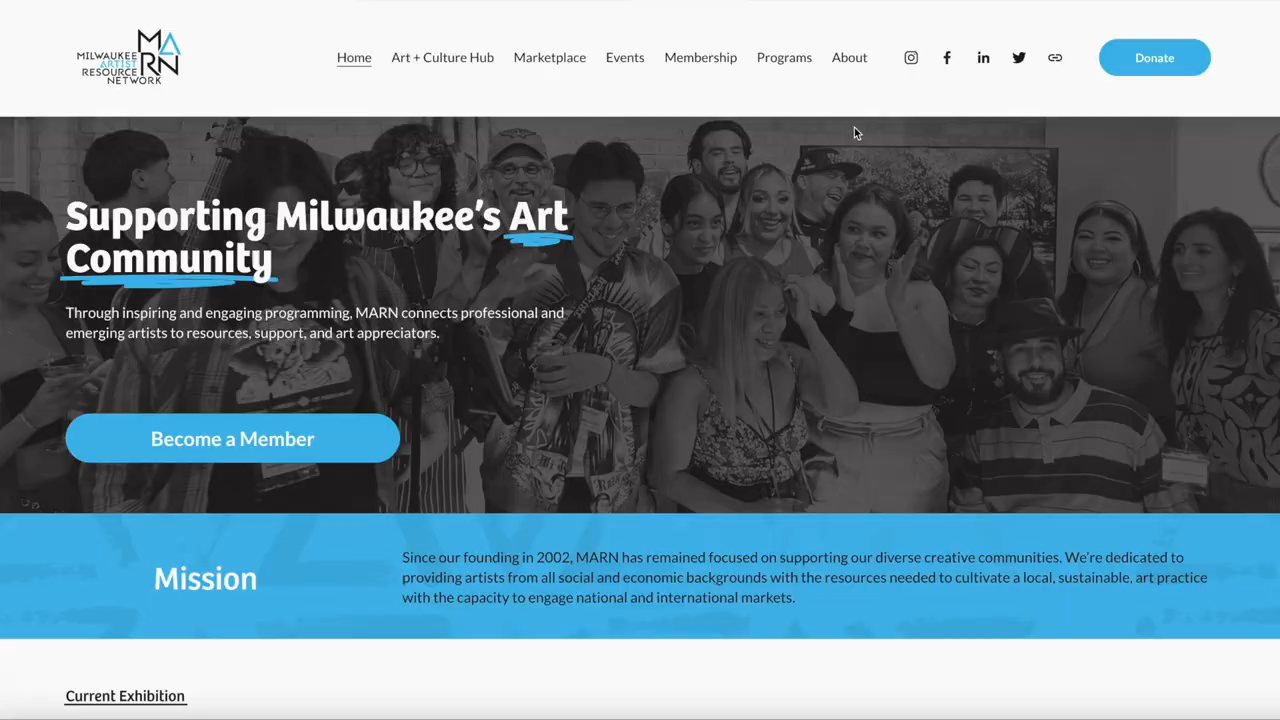 MILWAUKEE
ARTIST
RESOURCE
NETWORK
MARN
Home
Art + Culture Hub
Marketplace
Events
Membership
Programs
About
Donate
Supporting Milwaukee's Art
Community
Through inspiring and engaging programming, MARN connects professional and
emerging artists to resources, support, and art appreciators.
Become a Member
Mission
Since our founding in 2002, MARN has remained focused on supporting our diverse creative communities. We're dedicated to
providing artists from all social and economic backgrounds with the resources needed to cultivate a local, sustainable, art practice
with the capacity to engage national and international markets.
Current Exhibition